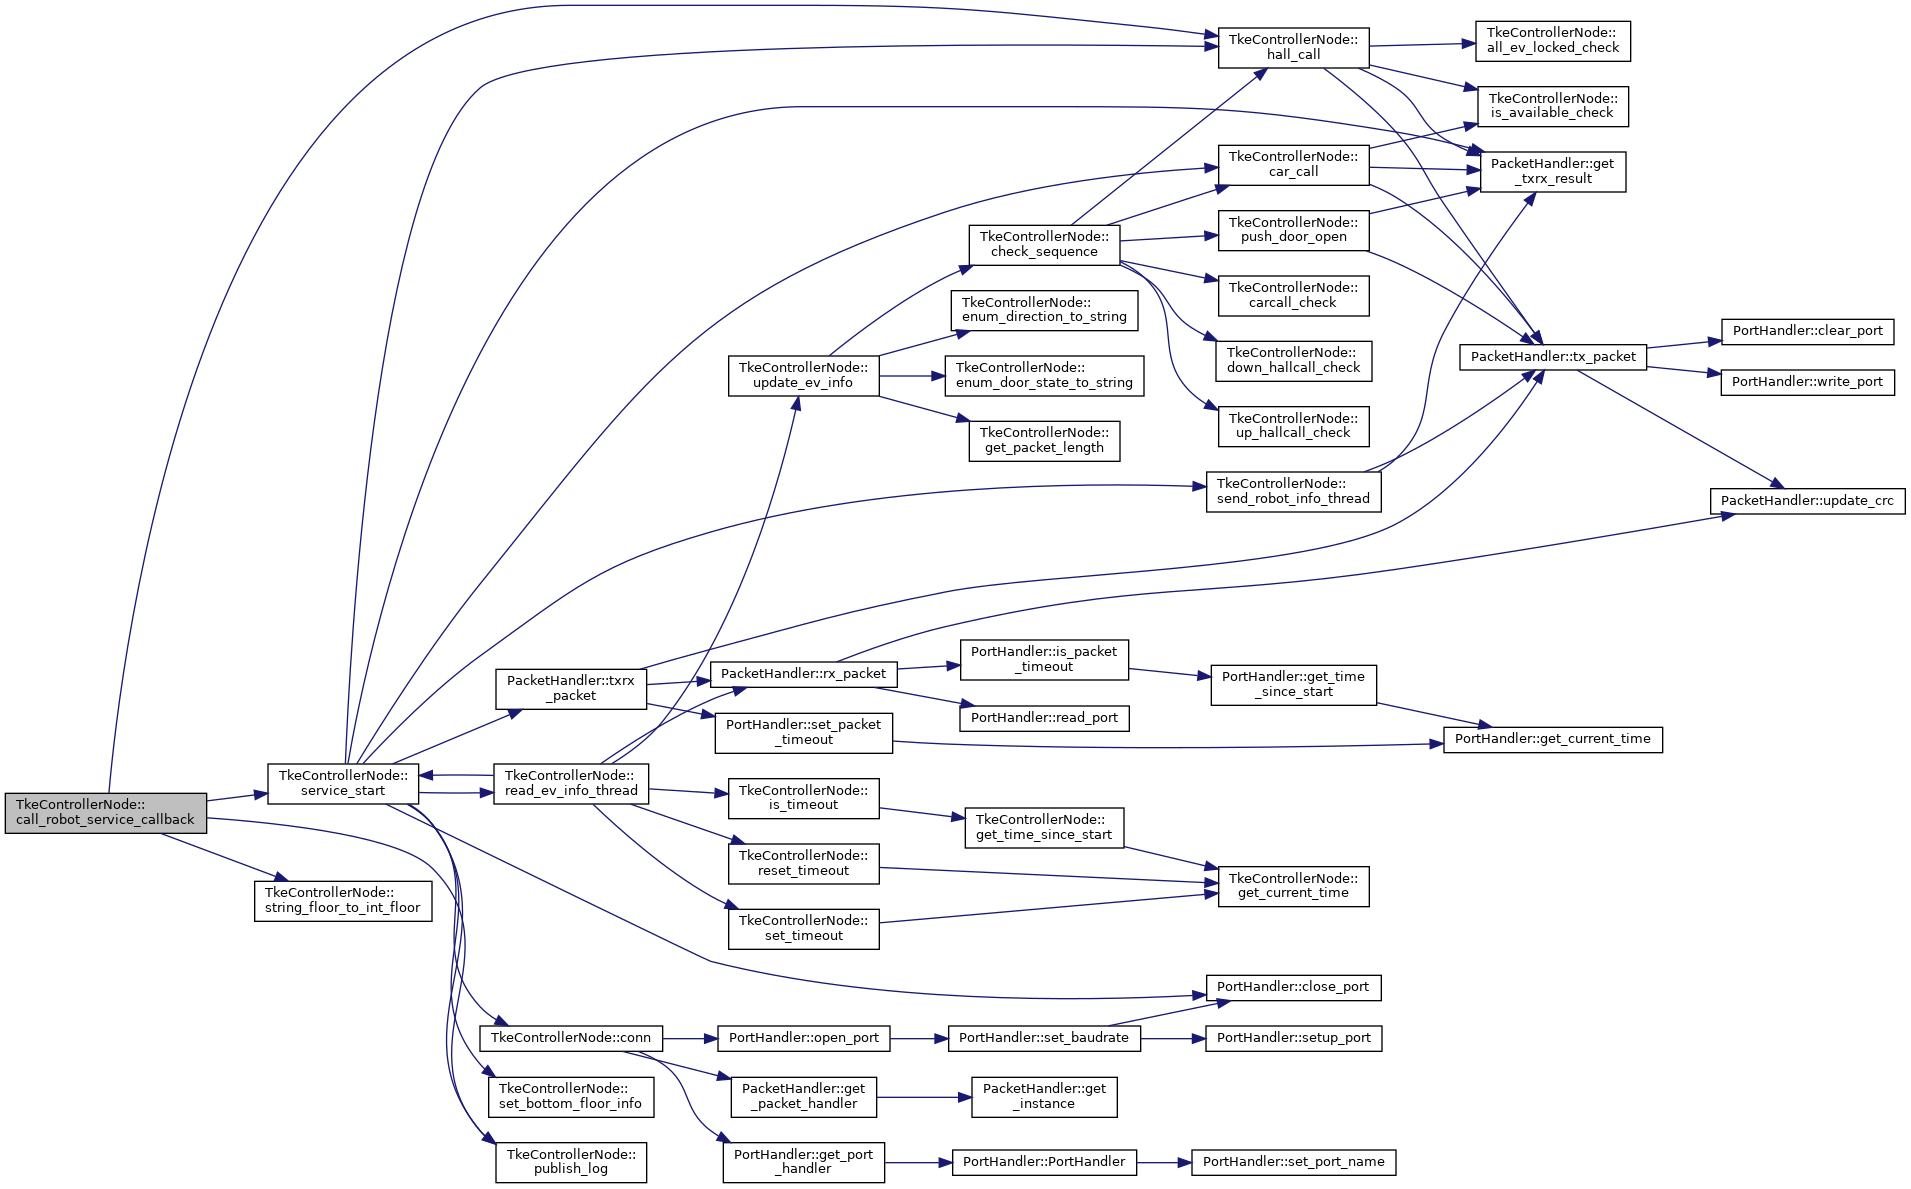 TkeControllerNode::
call_robot_service_callback
TkeControllerNode::
service_start
TkeControllerNode::
string_floor_to_int_floor
PacketHandler::txrx
_packet
TkeControllerNode::
read_ev_info_thread
TkeControllerNode::conn
TkeControllerNode::
set_bottom_floor_info
TkeControllerNode::
publish_log
TkeControllerNode::
update_ev_info
PacketHandler::rx_packet
PortHandler::set_packet
_timeout
TkeControllerNode::
is_timeout
TkeControllerNode::
reset_timeout
TkeControllerNode::
set_timeout
PortHandler::open_port
PacketHandler::get
_packet_handler
PortHandler::get_port
_handler
TkeControllerNode::
check_sequence
TkeControllerNode::
enum_direction_to_string
TkeControllerNode::
enum_door_state_to_string
TkeControllerNode::
get_packet_length
PortHandler::is_packet
_timeout
PortHandler::read_port
TkeControllerNode::
get_time_since_start
PortHandler::set_baudrate
PacketHandler::get
_instance
PortHandler::PortHandler
TkeControllerNode::
hall_call
TkeControllerNode::
car_call
TkeControllerNode::
push_door_open
TkeControllerNode::
carcall_check
TkeControllerNode::
down_hallcall_check
TkeControllerNode::
up_hallcall_check
TkeControllerNode::
send_robot_info_thread
PortHandler::get_time
_since_start
TkeControllerNode::
get_current_time
PortHandler::close_port
PortHandler::setup_port
PortHandler::set_port_name
TkeControllerNode::
all_ev_locked_check
TkeControllerNode::
is_available_check
PacketHandler::get
_txrx_result
PacketHandler::tx_packet
PortHandler::get_current_time
PortHandler::clear_port
PortHandler::write_port
PacketHandler::update_crc